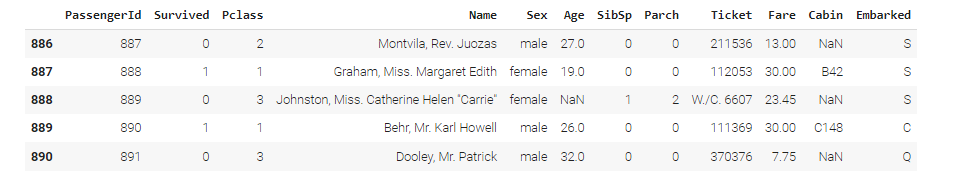 PassengerId Survived Pclass Name Sex Age SibSp Parch Ticket Fare Cabin Embarked
886 887 0 2 Montvila, Rev. Juozas male 27.0 0 0 211536 13.00 NaN S
887 888 1 1 Graham, Miss. Margaret Edith female 19.0 0 0 112053 30.00 B42 S
888 889 0 3 Johnston, Miss. Catherine Helen "Carrie" female NaN 1 2 W./C. 6607 23.45 NaN S
889 890 1 1 Behr, Mr. Karl Howell male 26.0 0 0 111369 30.00 C148 C
890 891 0 3 Dooley, Mr. Patrick male 32.0 0 0 370376 7.75 NaN Q